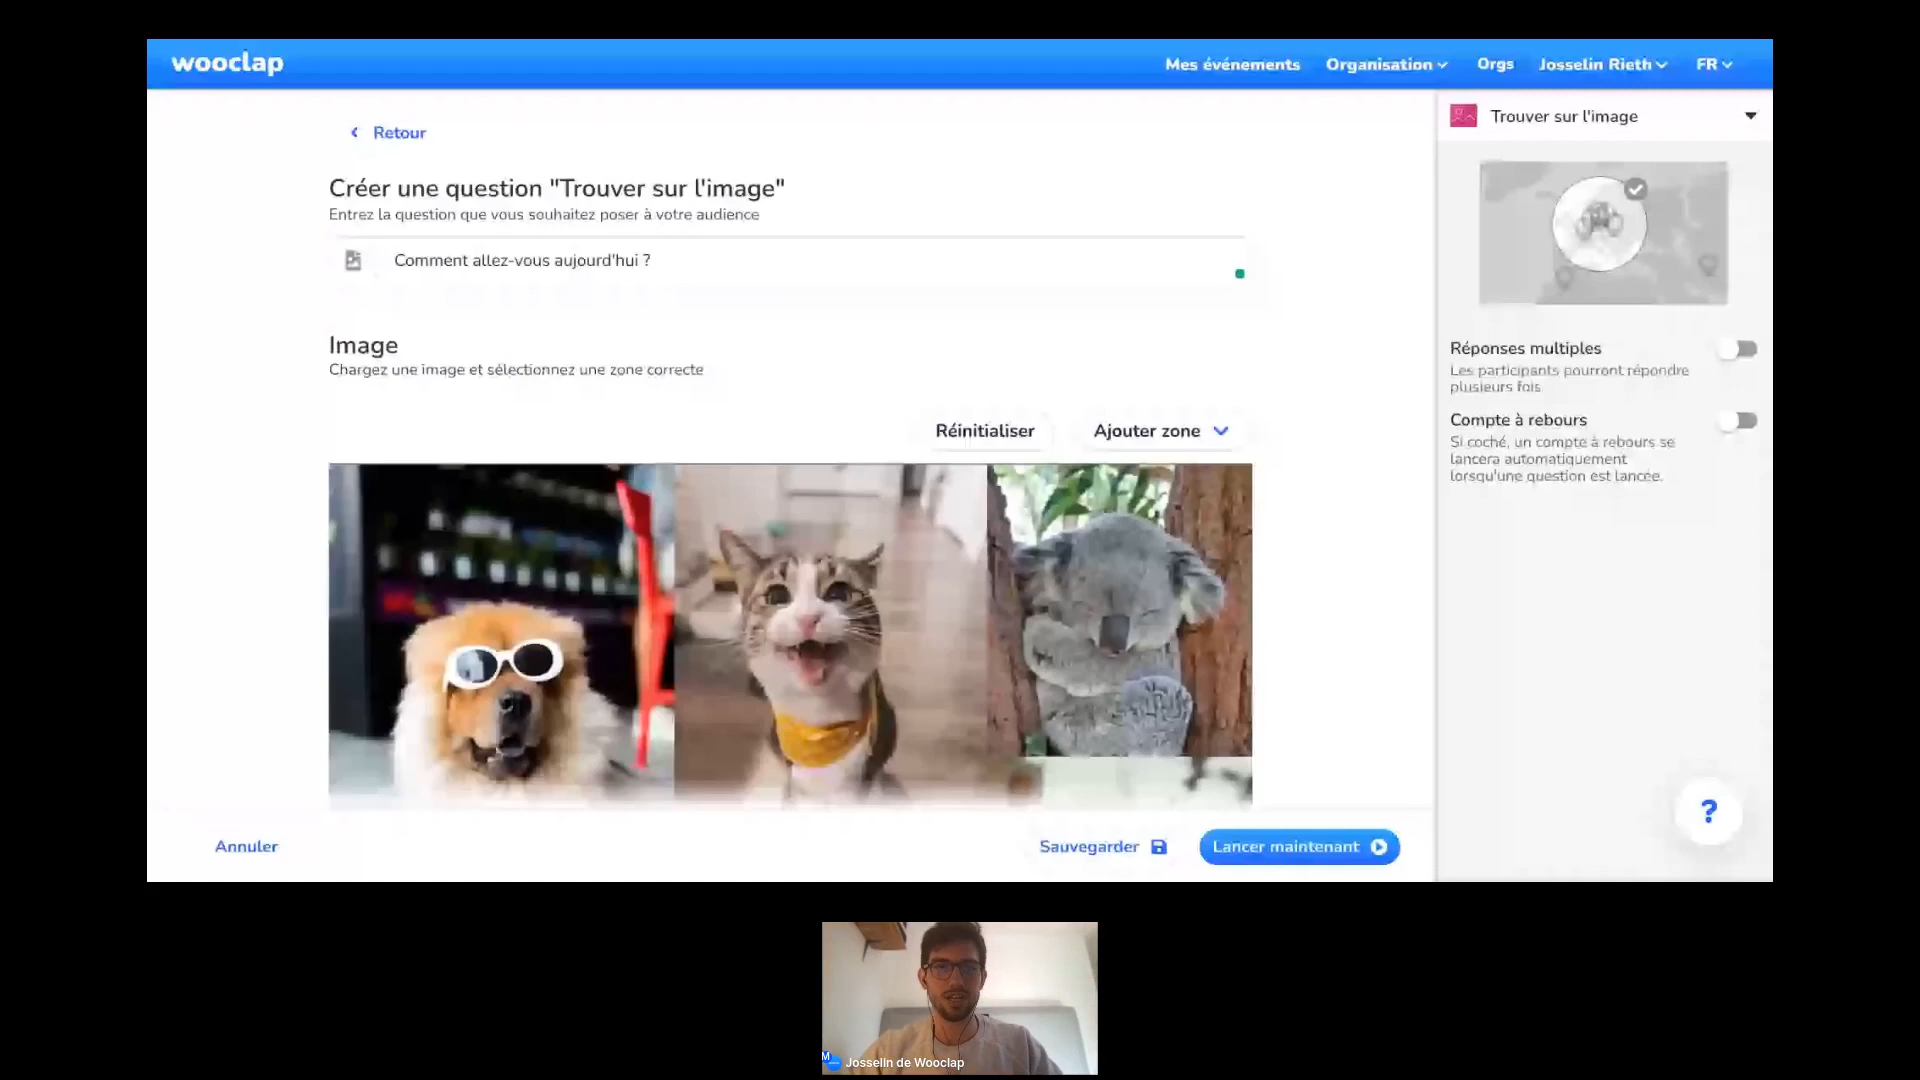 wooclap
Mes événements Organisation Orgs Josselin Rieth FR
Retour
Créer une question "Trouver sur l'image"
Entrez la question que vous souhaitez poser à votre audience
Comment allez-vous aujourd'hui ?
Image
Chargez une image et sélectionnez une zone correcte
Réinitialiser
Ajouter zone
Annuler
Sauvegarder
Lancer maintenant
Trouver sur l'image
Réponses multiples
Les participants pourront répondre
plusieurs fois
Compte à rebours
Si coché, un compte à rebours se
lancera automatiquement
lorsqu'une question est lancée.
?
M
Josselin de Wooclap